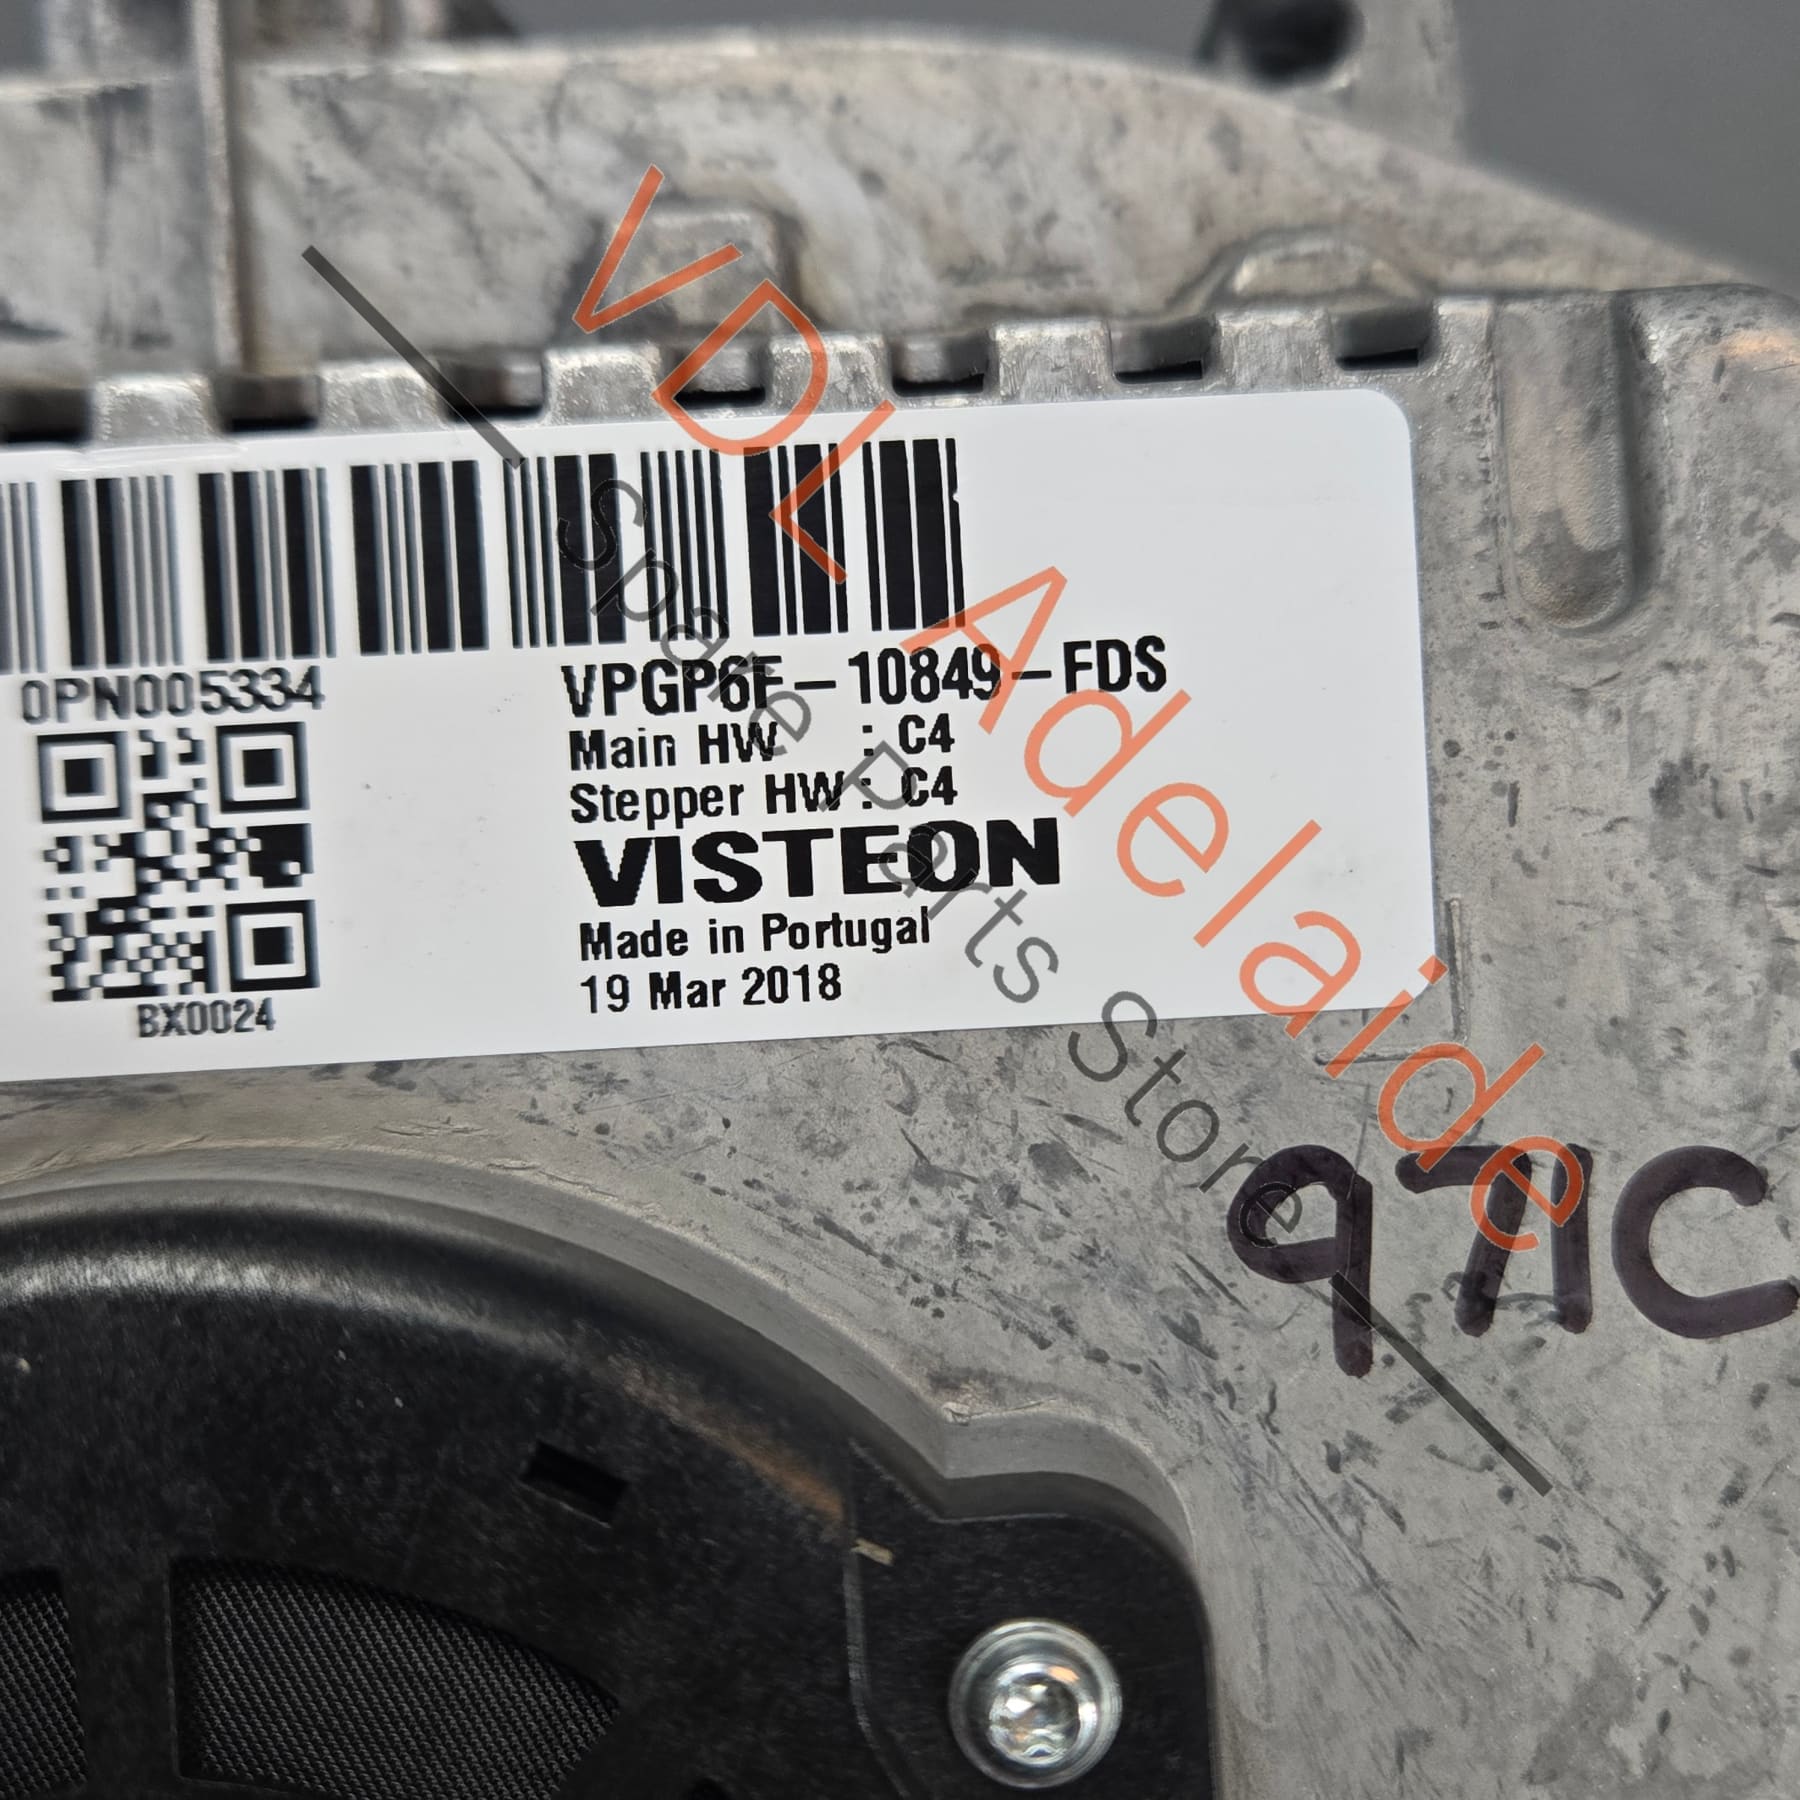 0PN005334
BX0024
VPGP6F-10849-FDS
Main HW : C4
Stepper HW : C4
VISTEON
Made in Portugal
19 Mar 2018
971C
VDL Adelaide
Spare Parts Store